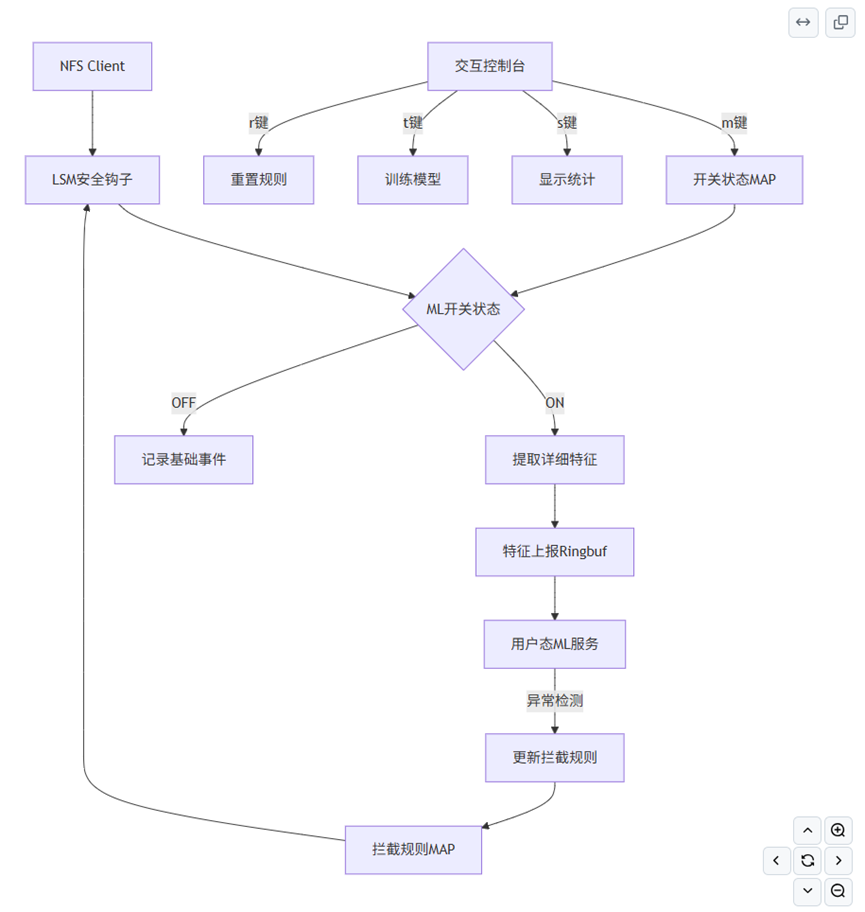 NFS Client
交互控制台
r键
t键
s键
m键
LSM安全钩子
重置规则
训练模型
显示统计
开关状态MAP
ML开关状态
OFF
ON
记录基础事件
提取详细特征
特征上报Ringbuf
用户态ML服务
异常检测
更新拦截规则
拦截规则MAP